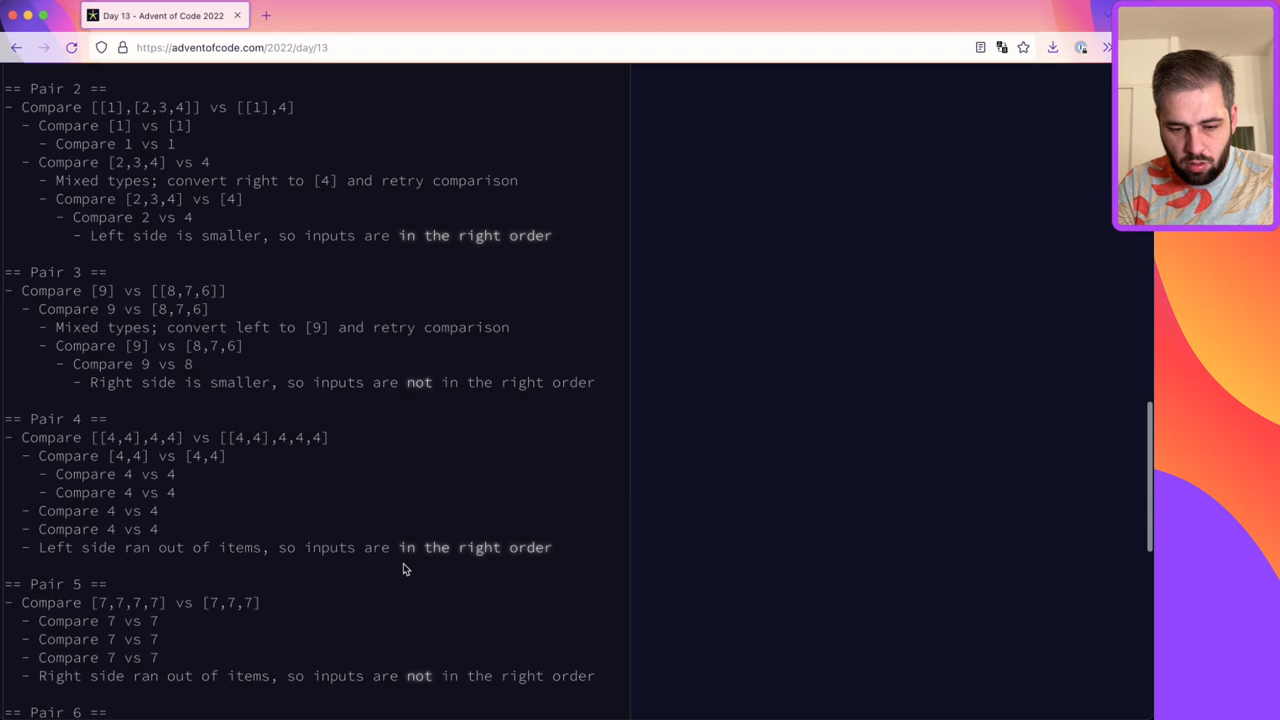 Day 13 - Advent of Code 2022
https://adventofcode.com/2022/day/13
== Pair 2 ==
- Compare [[1],[2,3,4]] vs [[1],4]
- Compare [1] vs [1]
- Compare 1 vs 1
- Compare [2,3,4] vs 4
- Mixed types; convert right to [4] and retry comparison
- Compare [2,3,4] vs [4]
- Compare 2 vs 4
- Left side is smaller, so inputs are in the right order
== Pair 3 ==
- Compare [9] vs [[8,7,6]]
- Compare 9 vs [8,7,6]
- Mixed types; convert left to [9] and retry comparison
- Compare [9] vs [8,7,6]
- Compare 9 vs 8
- Right side is smaller, so inputs are not in the right order
== Pair 4 ==
- Compare [[4,4],4,4] vs [[4,4],4,4,4]
- Compare [4,4] vs [4,4]
- Compare 4 vs 4
- Compare 4 vs 4
- Compare 4 vs 4
- Compare 4 vs 4
- Left side ran out of items, so inputs are in the right order
== Pair 5 ==
- Compare [7,7,7,7] vs [7,7,7]
- Compare 7 vs 7
- Compare 7 vs 7
- Compare 7 vs 7
- Right side ran out of items, so inputs are not in the right order
== Pair 6 ==